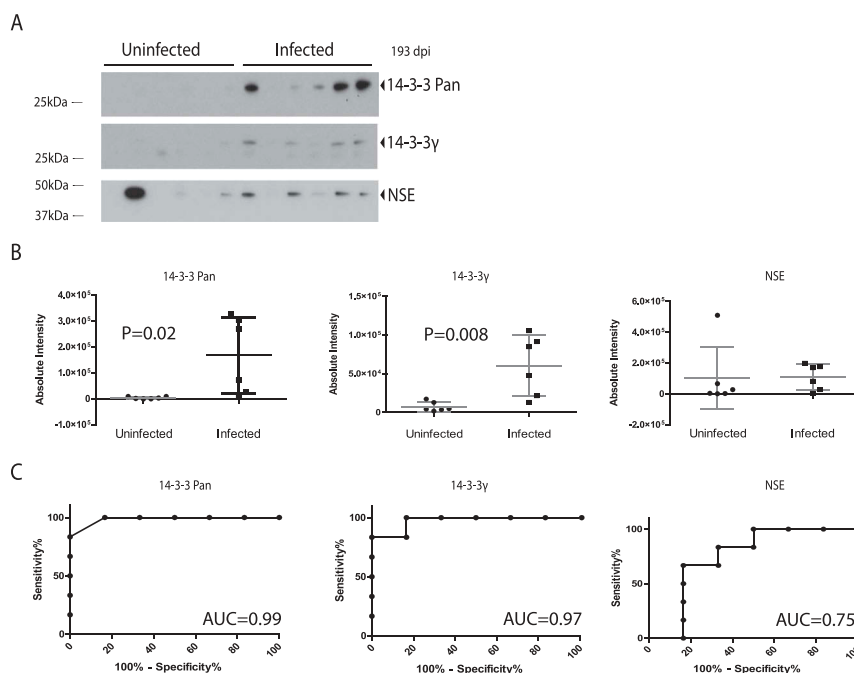 A
Uninfected Infected 193 dpi
14-3-3 Pan
25kDa
14-3-3γ
25kDa
50kDa
NSE
37kDa
B
14-3-3 Pan 14-3-3γ NSE
Absolute Intensity
4.0×10⁵
3.0×10⁵
2.0×10⁵
1.0×10⁵
0
-1.0×10⁵
P=0.02
Uninfected Infected
Absolute Intensity
1.5×10⁵
1.0×10⁵
5.0×10⁴
0
P=0.008
Uninfected Infected
Absolute Intensity
6.0×10⁵
4.0×10⁵
2.0×10⁵
0
-2.0×10⁵
Uninfected Infected
C
14-3-3 Pan 14-3-3γ NSE
Sensitivity%
100
50
0
AUC=0.99
0 20 40 60 80 100
100% - Specificity%
Sensitivity%
100
50
0
AUC=0.97
0 20 40 60 80 100
100% - Specificity%
Sensitivity%
100
50
0
AUC=0.75
0 20 40 60 80 100
100% - Specificity%